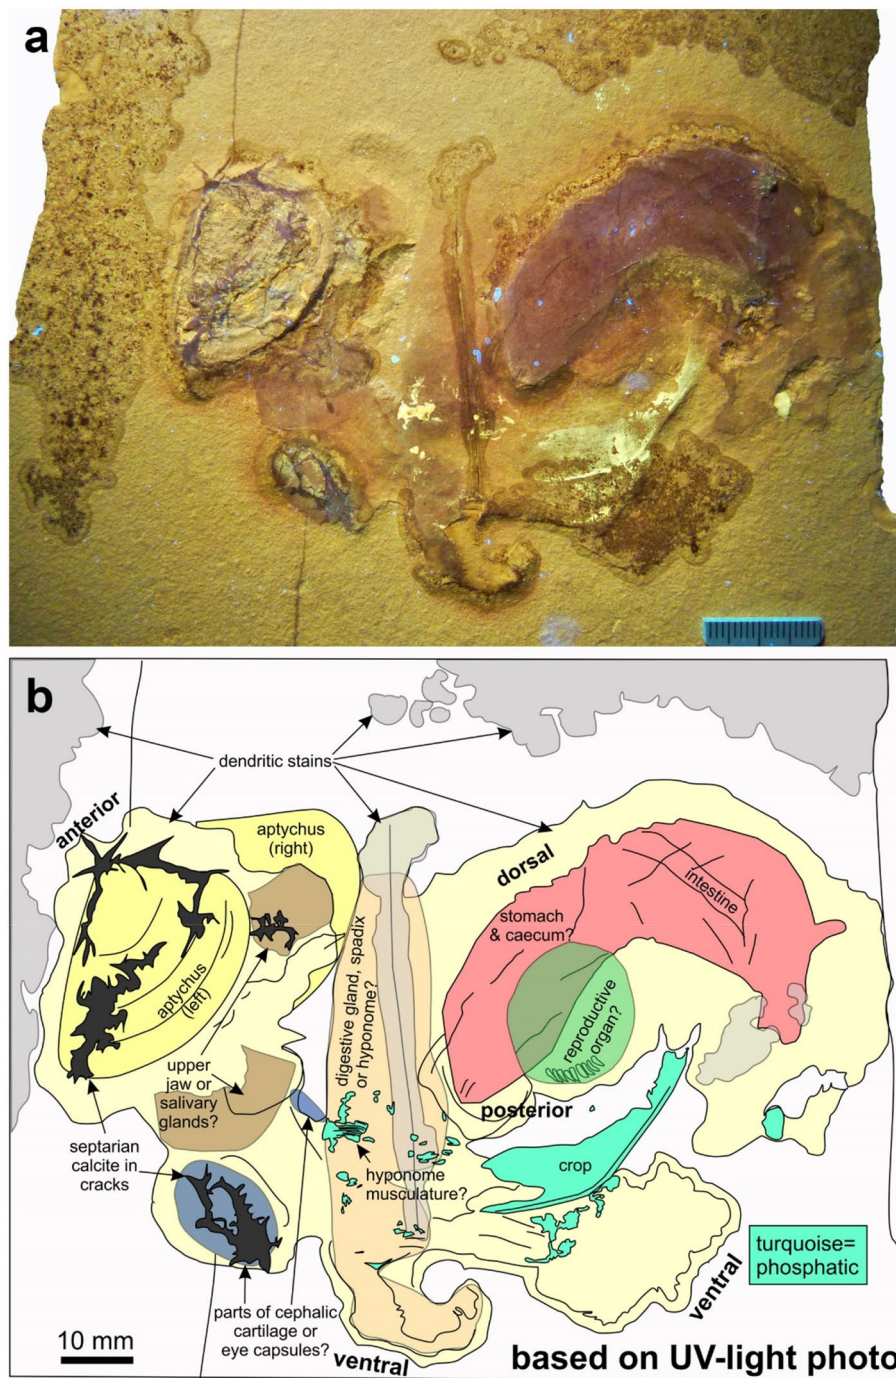 a
b
dendritic stains
anterior
aptychus
(right)
dorsal
intestine
stomach
& caecum?
aptychus
(left)
digestive gland, spadix
or hyponome?
reproductive
organ?
upper
jaw or
salivary
glands?
posterior
septarian
calcite in
cracks
crop
hyponome
musculature?
turquoise=
phosphatic
ventral
parts of cephalic
cartilage or
eye capsules?
10 mm
ventral
based on UV-light photo